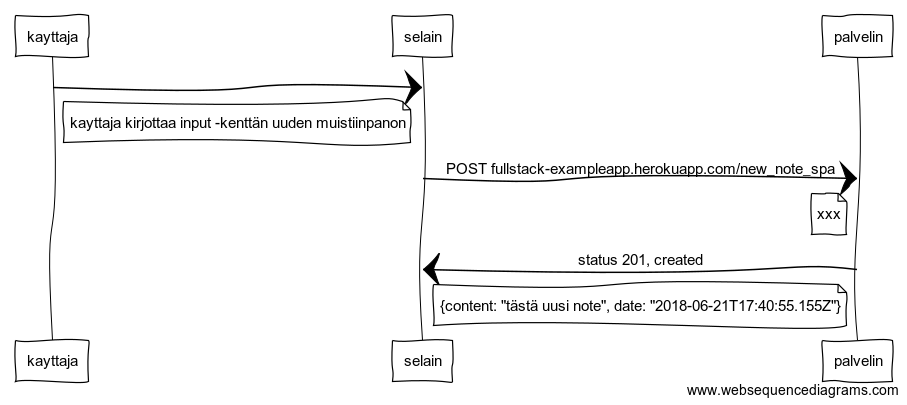 kayttaja selain palvelin
kayttaja kirjottaa input -kenttän uuden muistiinpanon
POST fullstack-exampleapp.herokuapp.com/new_note_spa
xxx
status 201, created
{content: "tästä uusi note", date: "2018-06-21T17:40:55.155Z"}
kayttaja selain palvelin
www.websequencediagrams.com